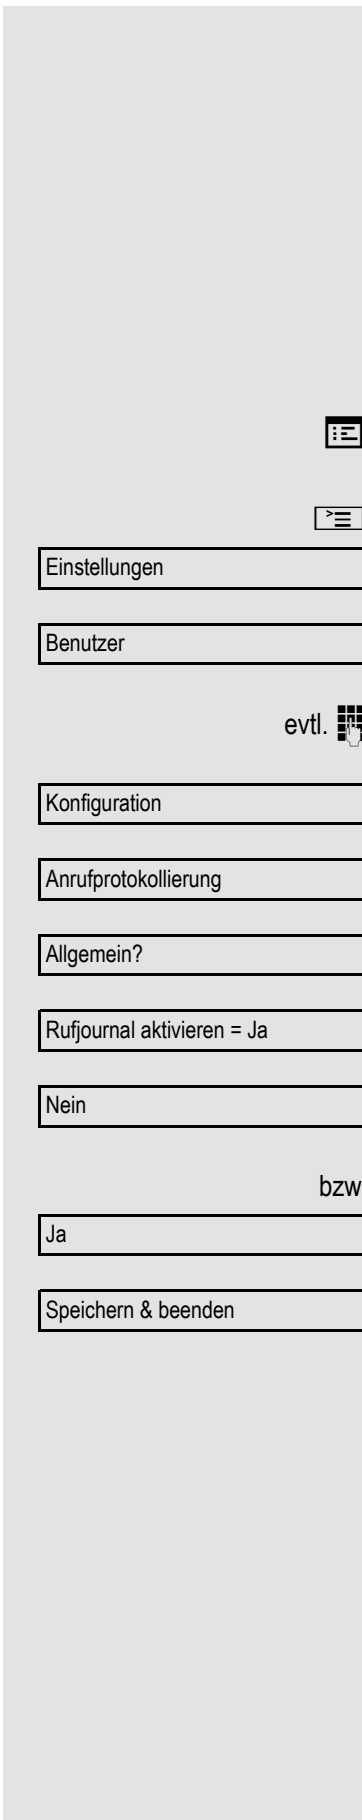 Einstellungen
Benutzer
evtl.
Konfiguration
Anrufprotokollierung
Allgemein?
Rufjournal aktivieren = Ja
Nein
bzw
Ja
Speichern & beenden